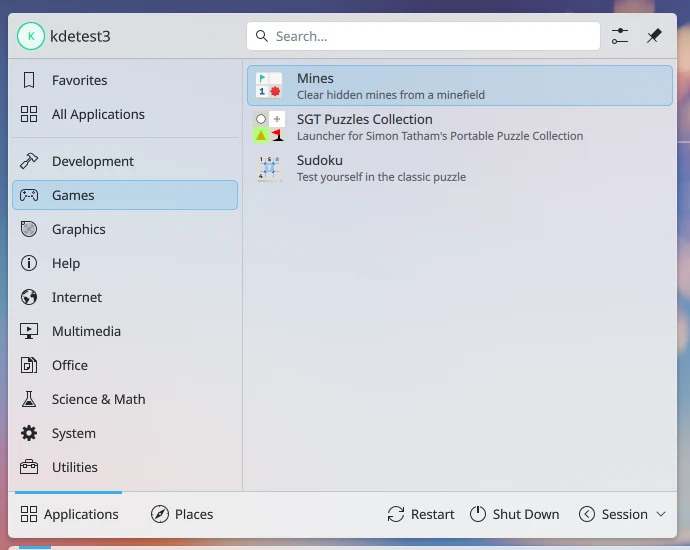 K kdetest3
Search...
Favorites
All Applications
Development
Games
Graphics
Help
Internet
Multimedia
Office
Science & Math
System
Utilities
Mines
Clear hidden mines from a minefield
SGT Puzzles Collection
Launcher for Simon Tatham's Portable Puzzle Collection
Sudoku
Test yourself in the classic puzzle
Applications Places Restart Shut Down Session